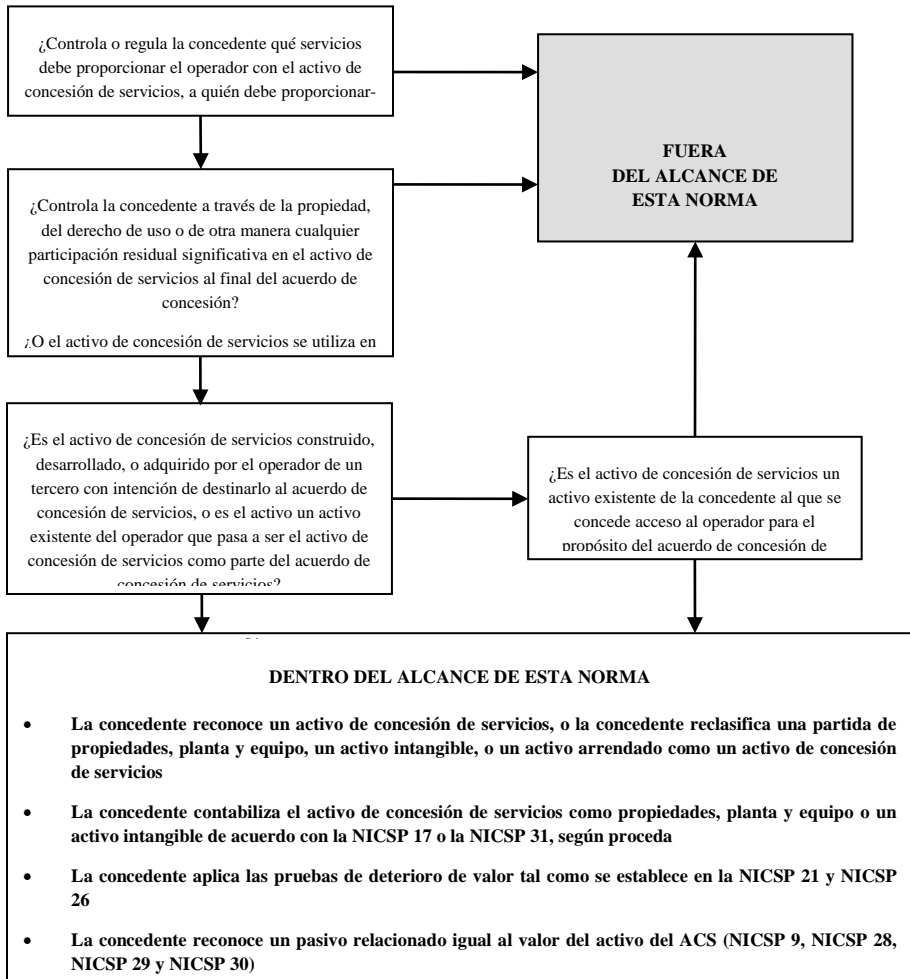 ¿Controla o regula la concedente qué servicios
debe proporcionar el operador con el activo de
concesión de servicios, a quién debe proporcionar-
FUERA
DEL ALCANCE DE
ESTA NORMA
¿Controla la concedente a través de la propiedad,
del derecho de uso o de otra manera cualquier
participación residual significativa en el activo de
concesión de servicios al final del acuerdo de
concesión?
¿O el activo de concesión de servicios se utiliza en
¿Es el activo de concesión de servicios construido,
desarrollado, o adquirido por el operador de un
tercero con intención de destinarlo al acuerdo de
concesión de servicios, o es el activo un activo
existente del operador que pasa a ser el activo de
concesión de servicios como parte del acuerdo de
concesión de servicios?
¿Es el activo de concesión de servicios un
activo existente de la concedente al que se
concede acceso al operador para el
propósito del acuerdo de concesión de
DENTRO DEL ALCANCE DE ESTA NORMA
• La concedente reconoce un activo de concesión de servicios, o la concedente reclasifica una partida de
propiedades, planta y equipo, un activo intangible, o un activo arrendado como un activo de concesión
de servicios
• La concedente contabiliza el activo de concesión de servicios como propiedades, planta y equipo o un
activo intangible de acuerdo con la NICSP 17 o la NICSP 31, según proceda
• La concedente aplica las pruebas de deterioro de valor tal como se establece en la NICSP 21 y NICSP
26
• La concedente reconoce un pasivo relacionado igual al valor del activo del ACS (NICSP 9, NICSP 28,
NICSP 29 y NICSP 30)